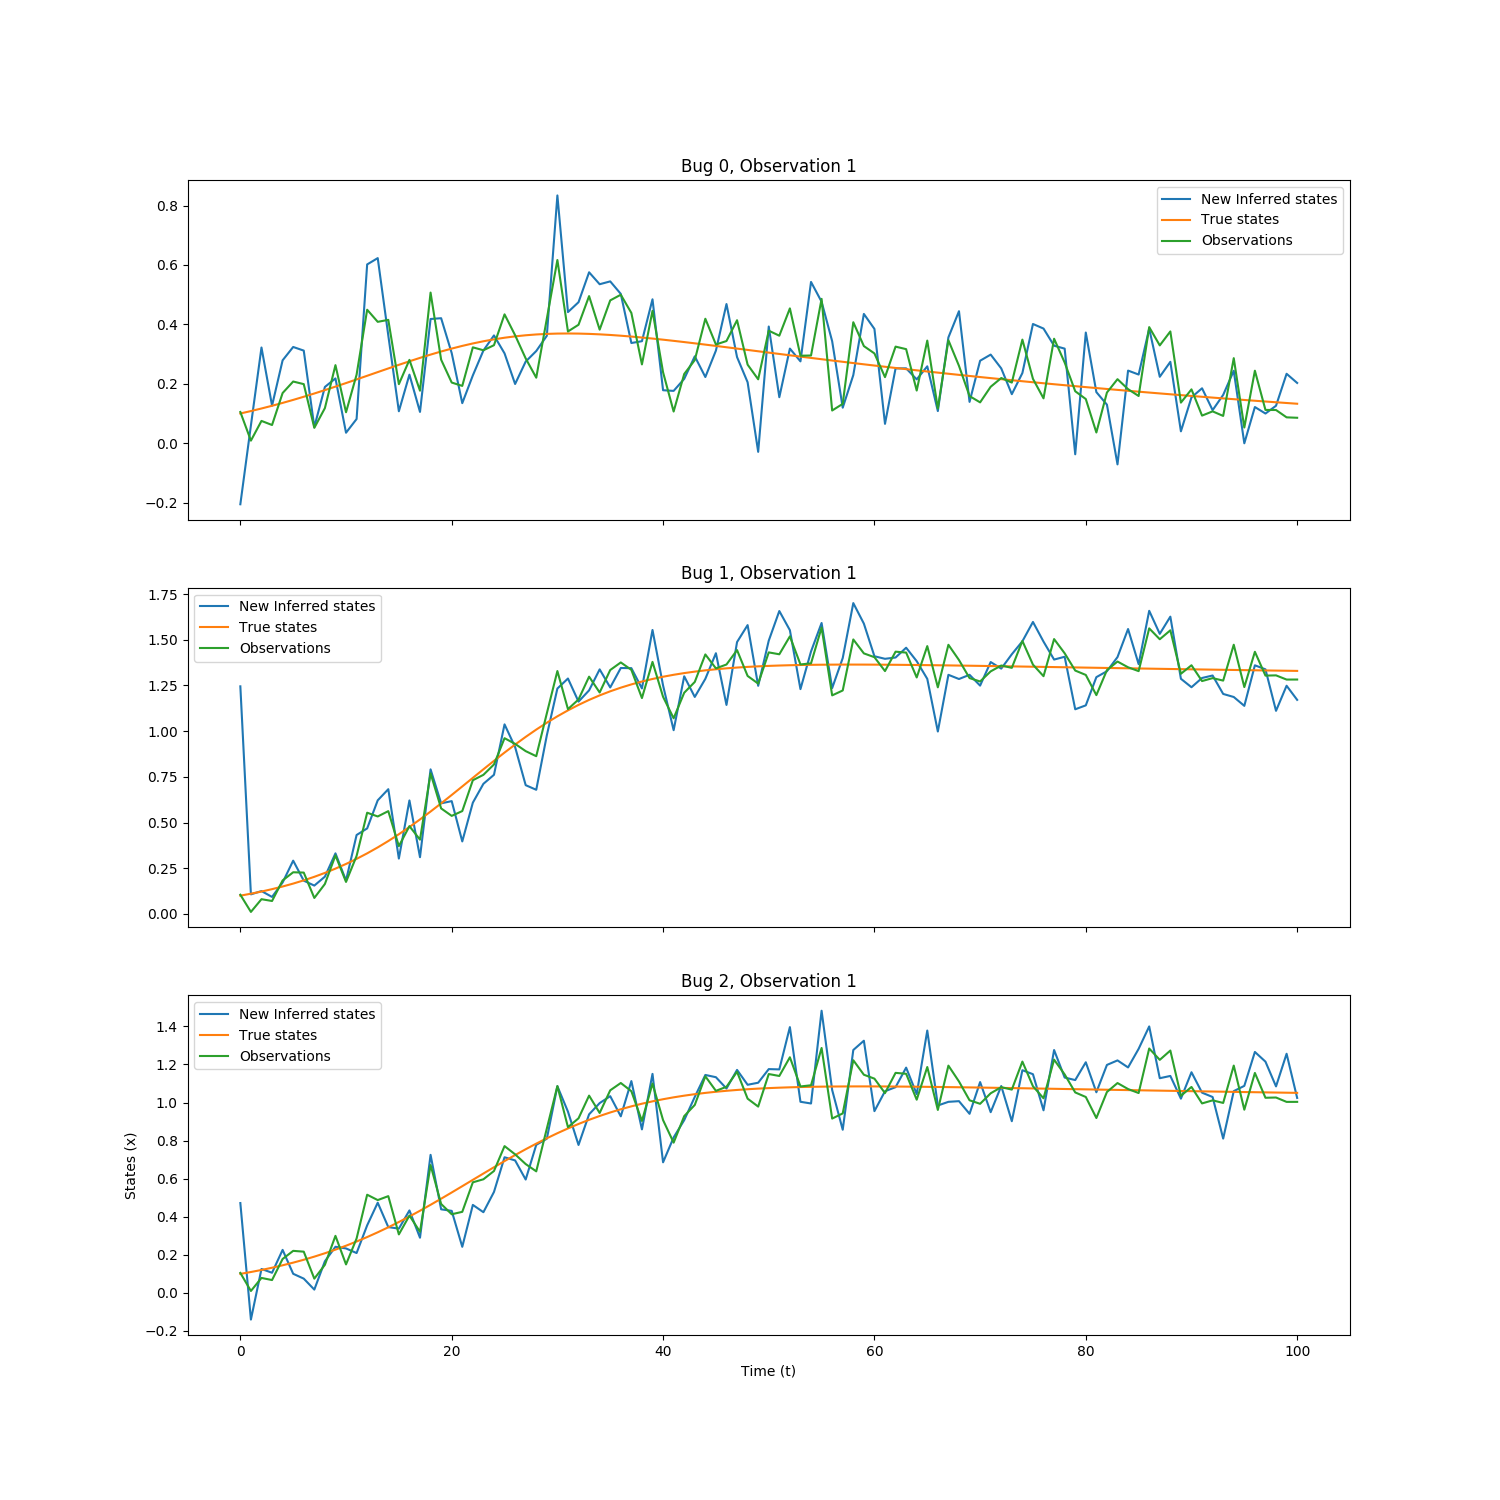 Bug 0, Observation 1
New Inferred states
True states
Observations
0.8
0.6
0.4
0.2
0.0
−0.2
Bug 1, Observation 1
New Inferred states
True states
Observations
1.75
1.50
1.25
1.00
0.75
0.50
0.25
0.00
Bug 2, Observation 1
New Inferred states
True states
Observations
1.4
1.2
1.0
0.8
0.6
0.4
0.2
0.0
−0.2
States (x)
0 20 40 60 80 100
Time (t)